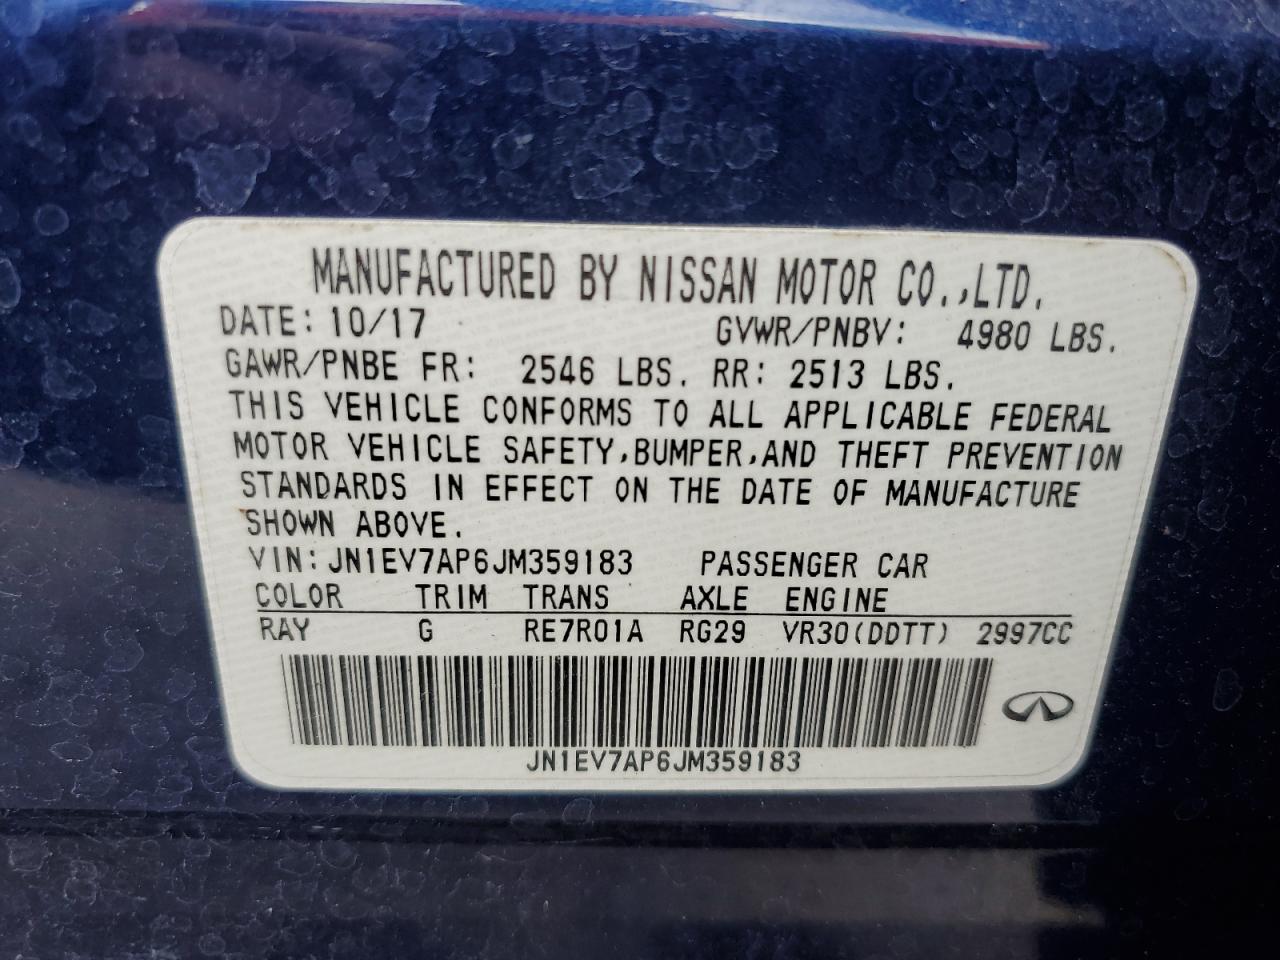 MANUFACTURED BY NISSAN MOTOR CO.,LTD.
DATE: 10/17 GVWR/PNBV: 4980 LBS.
GAWR/PNBE FR: 2546 LBS. RR: 2513 LBS.
THIS VEHICLE CONFORMS TO ALL APPLICABLE FEDERAL
MOTOR VEHICLE SAFETY,BUMPER,AND THEFT PREVENTION
STANDARDS IN EFFECT ON THE DATE OF MANUFACTURE
SHOWN ABOVE.
VIN:JN1EV7AP6JM359183 PASSENGER CAR
COLOR TRIM TRANS AXLE ENGINE
RAY G RE7R01A RG29 VR30(DDTT) 2997CC
JN1EV7AP6JM359183